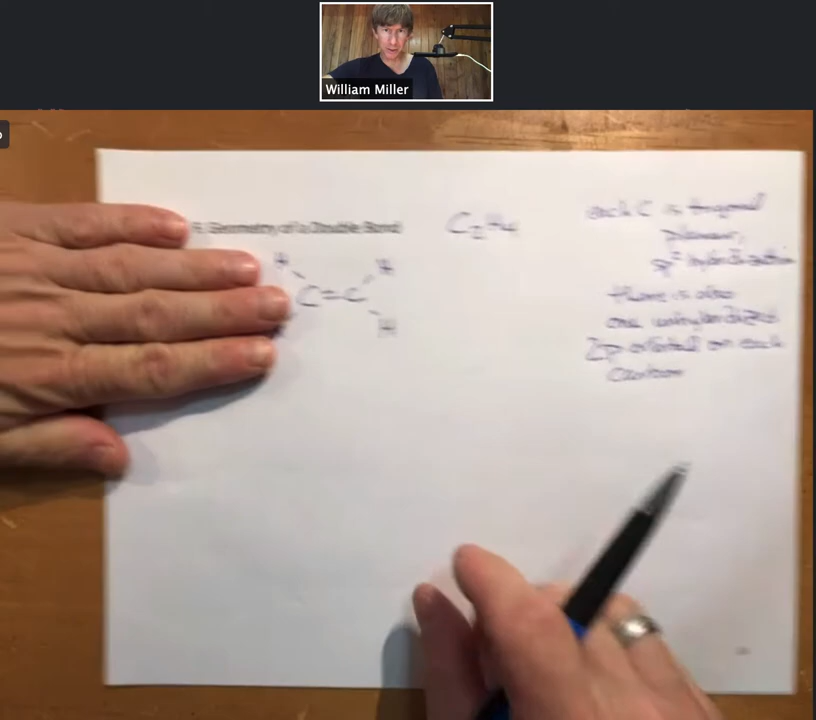 William Miller
5. Geometry of a Double Bond
C₂H₄
H H
C=C
H
each C is trigonal
planar,
sp² hybridization
there is also
one unhybridized
2p orbital on each
carbon